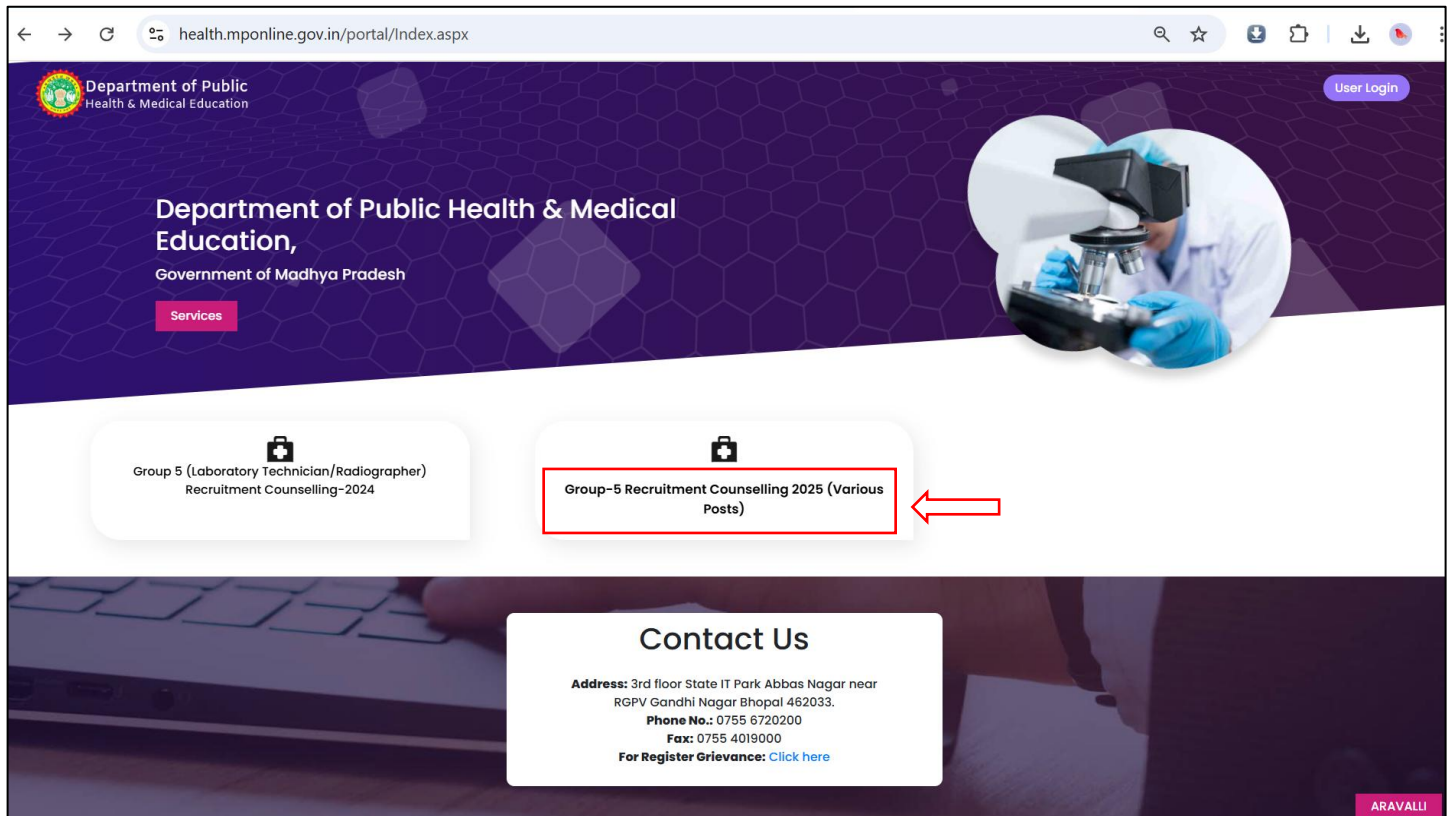 health.mponline.gov.in/portal/Index.aspx
Department of Public
Health & Medical Education
User Login
Department of Public Health & Medical
Education,
Government of Madhya Pradesh
Services
Group 5 (Laboratory Technician/Radiographer)
Recruitment Counselling-2024
Group-5 Recruitment Counselling 2025 (Various
Posts)
Contact Us
Address: 3rd floor State IT Park Abbas Nagar near
RGPV Gandhi Nagar Bhopal 462033.
Phone No.: 0755 6720200
Fax: 0755 4019000
For Register Grievance: Click here
ARAVALLI